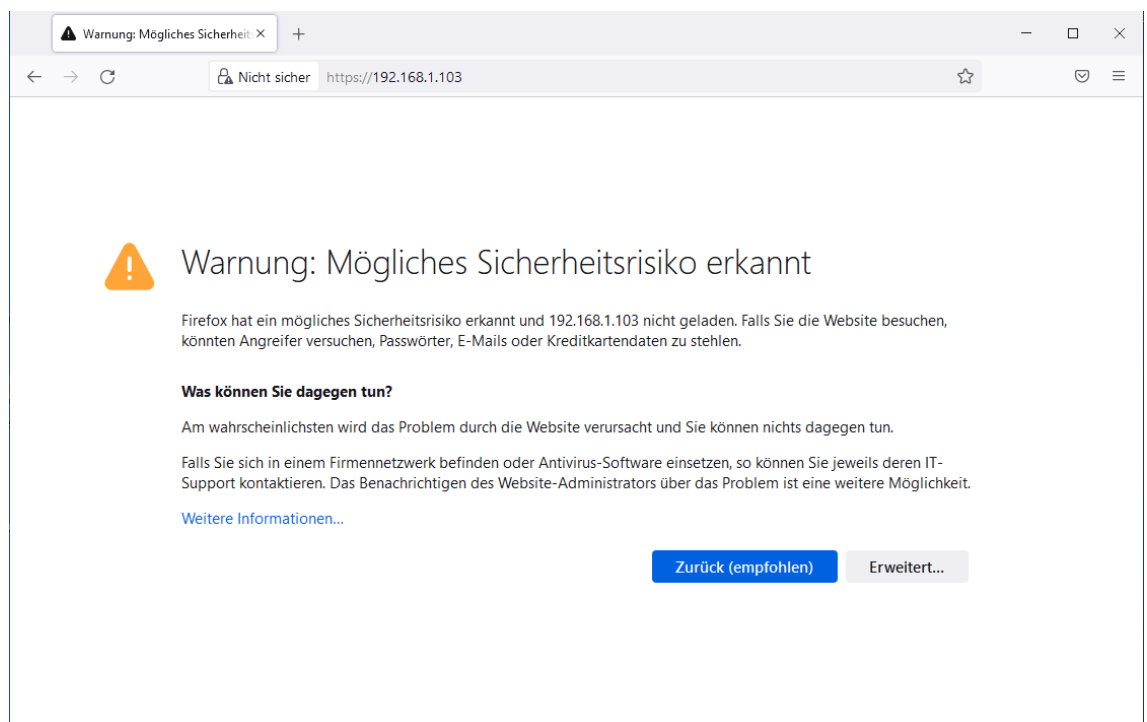 Warnung: Mögliches Sicherheit
Nicht sicher https://192.168.1.103
Warnung: Mögliches Sicherheitsrisiko erkannt
Firefox hat ein mögliches Sicherheitsrisiko erkannt und 192.168.1.103 nicht geladen. Falls Sie die Website besuchen,
könnten Angreifer versuchen, Passwörter, E-Mails oder Kreditkartendaten zu stehlen.
Was können Sie dagegen tun?
Am wahrscheinlichsten wird das Problem durch die Website verursacht und Sie können nichts dagegen tun.
Falls Sie sich in einem Firmennetzwerk befinden oder Antivirus-Software einsetzen, so können Sie jeweils deren IT-
Support kontaktieren. Das Benachrichtigen des Website-Administrators über das Problem ist eine weitere Möglichkeit.
Weitere Informationen...
Zurück (empfohlen) Erweitert...